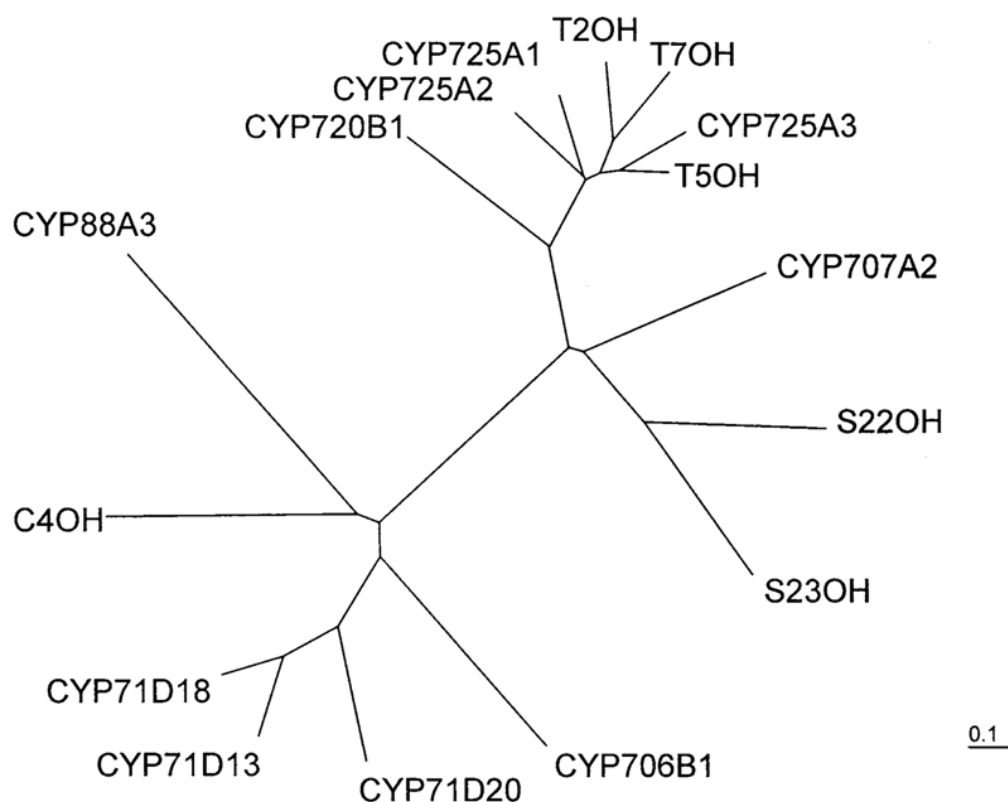 T2OH
CYP725A1
T7OH
CYP725A2
CYP720B1
CYP725A3
T5OH
CYP88A3
CYP707A2
S22OH
C4OH
S23OH
CYP71D18
0.1
CYP71D13
CYP706B1
CYP71D20